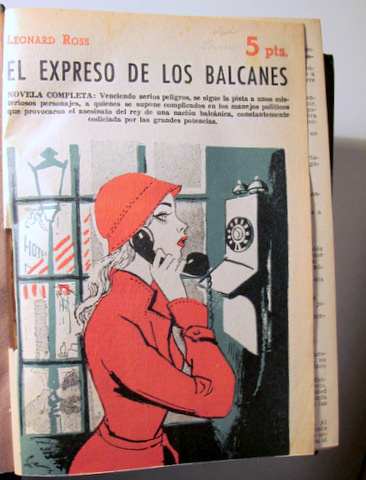 LEONARD ROSS
5 pts.
EL EXPRESO DE LOS BALCANES
NOVELA COMPLETA: Venciendo serios peligros, se sigue la pista a unos mis-
teriosos personajes, a quienes se supone complicados en los manejos políticos
que provocaron el asesinato del rey de una nación balcánica, constantemente
codiciada por las grandes potencias.
HOTE